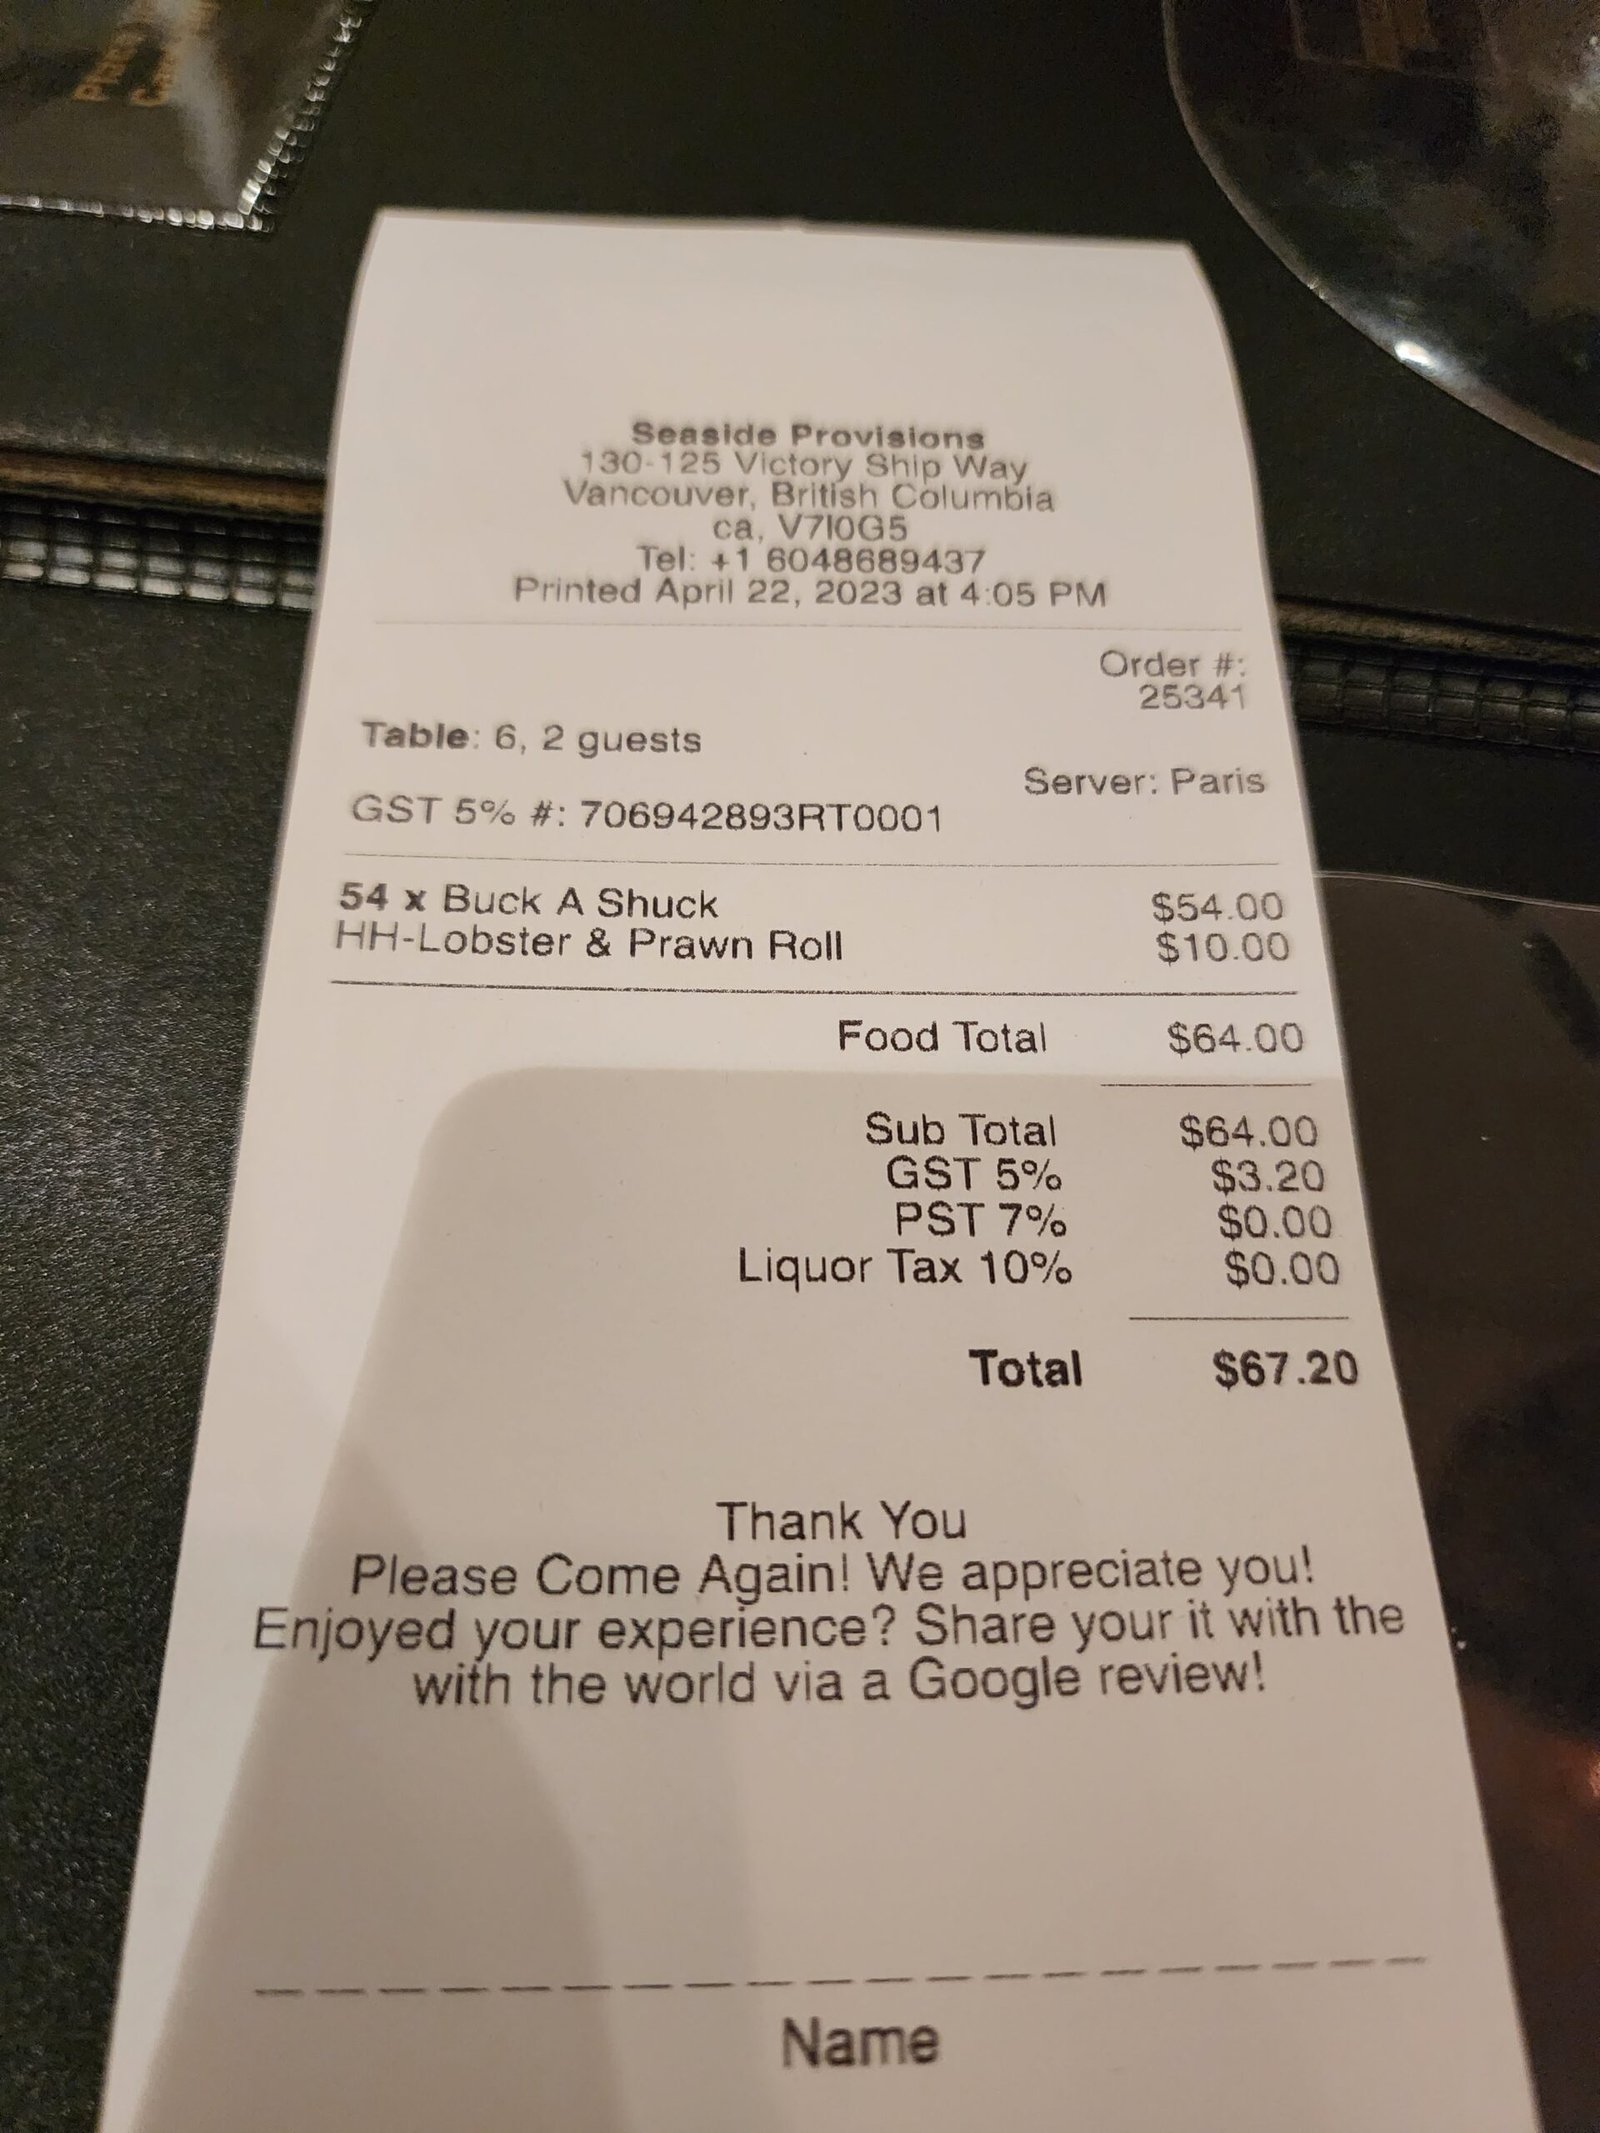 Seaside Provisions
130-125 Victory Ship Way
Vancouver, British Columbia
ca, V7I0G5
Tel: +1 6048689437
Printed April 22, 2023 at 4:05 PM
Order #:
25341
Table: 6, 2 guests
Server: Paris
GST 5% #: 706942893RT0001
54 x Buck A Shuck $54.00
HH-Lobster & Prawn Roll $10.00
Food Total $64.00
Sub Total $64.00
GST 5% $3.20
PST 7% $0.00
Liquor Tax 10% $0.00
Total $67.20
Thank You
Please Come Again! We appreciate you!
Enjoyed your experience? Share your it with the
with the world via a Google review!
Name